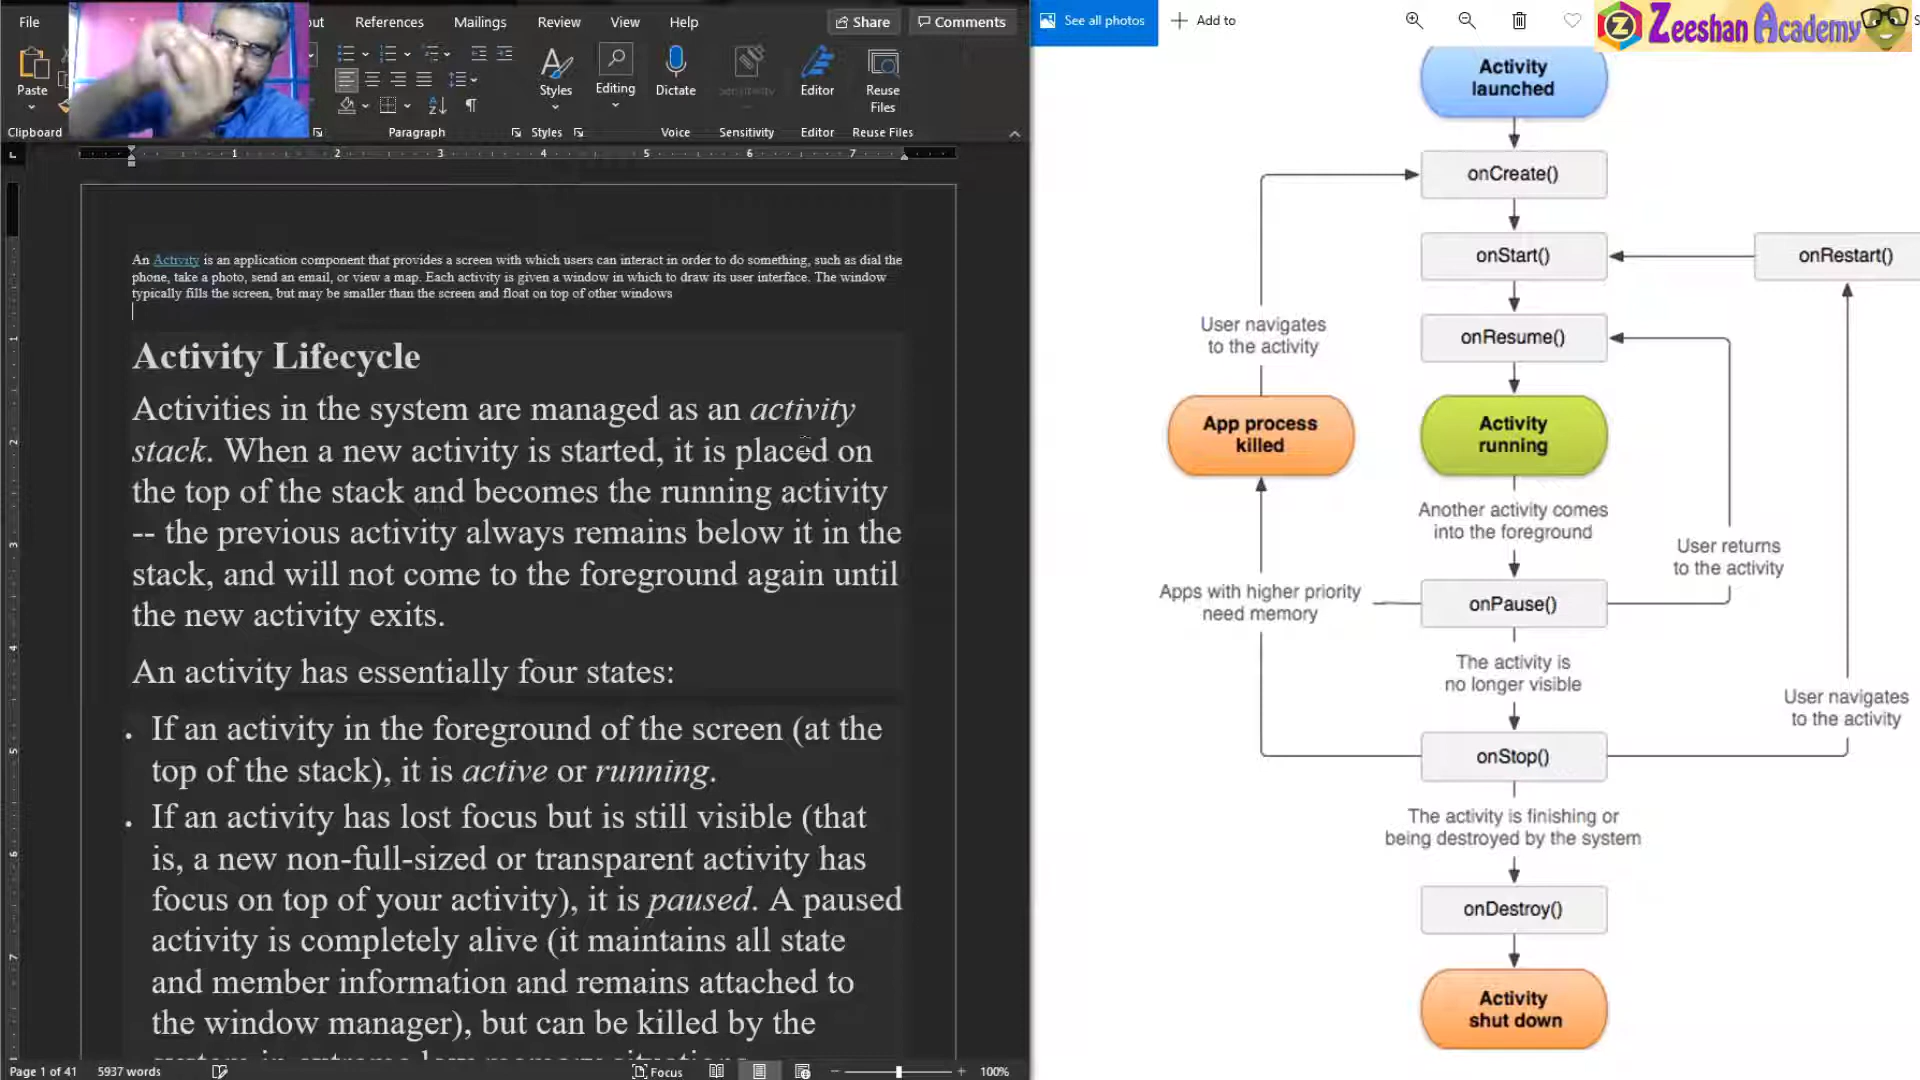 File
out
References
Mailings
Review
View
Help
Share
Comments
Paste
Styles
Editing
Dictate
Sensitivity
Editor
Reuse
Files
Clipboard
Paragraph
Styles
Voice
Sensitivity
Editor
Reuse Files
1 2 3 4 5 6 7
An Activity is an application component that provides a screen with which users can interact in order to do something, such as dial the
phone, take a photo, send an email, or view a map. Each activity is given a window in which to draw its user interface. The window
typically fills the screen, but may be smaller than the screen and float on top of other windows
Activity Lifecycle
Activities in the system are managed as an activity
stack. When a new activity is started, it is placed on
the top of the stack and becomes the running activity
-- the previous activity always remains below it in the
stack, and will not come to the foreground again until
the new activity exits.
An activity has essentially four states:
• If an activity in the foreground of the screen (at the
top of the stack), it is active or running.
• If an activity has lost focus but is still visible (that
is, a new non-full-sized or transparent activity has
focus on top of your activity), it is paused. A paused
activity is completely alive (it maintains all state
and member information and remains attached to
the window manager), but can be killed by the
system in extreme low memory situations.
Page 1 of 41
5937 words
Focus
100%
See all photos
Add to
Zeeshan Academy
Activity
launched
onCreate()
onStart()
onRestart()
onResume()
User navigates
to the activity
App process
killed
Activity
running
Another activity comes
into the foreground
User returns
to the activity
Apps with higher priority
need memory
onPause()
The activity is
no longer visible
User navigates
to the activity
onStop()
The activity is finishing or
being destroyed by the system
onDestroy()
Activity
shut down